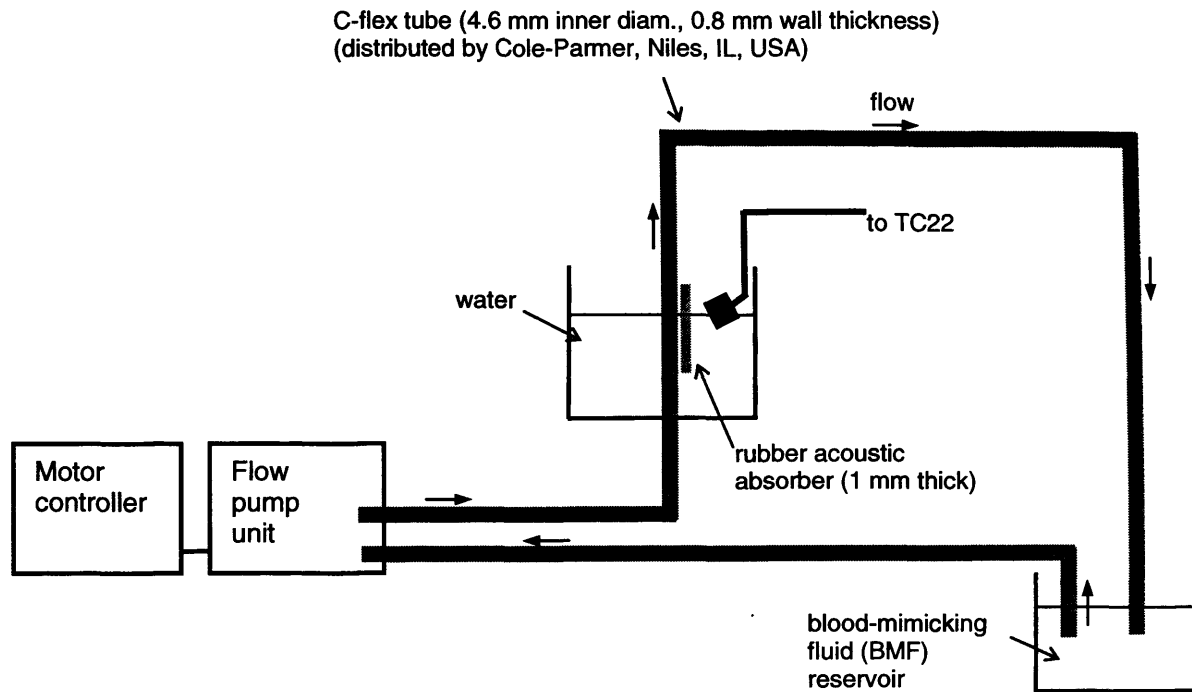 C-flex tube (4.6 mm inner diam., 0.8 mm wall thickness)
(distributed by Cole-Parmer, Niles, IL, USA)
flow
to TC22
water
rubber acoustic
absorber (1 mm thick)
Motor
controller
Flow
pump
unit
blood-mimicking
fluid (BMF)
reservoir